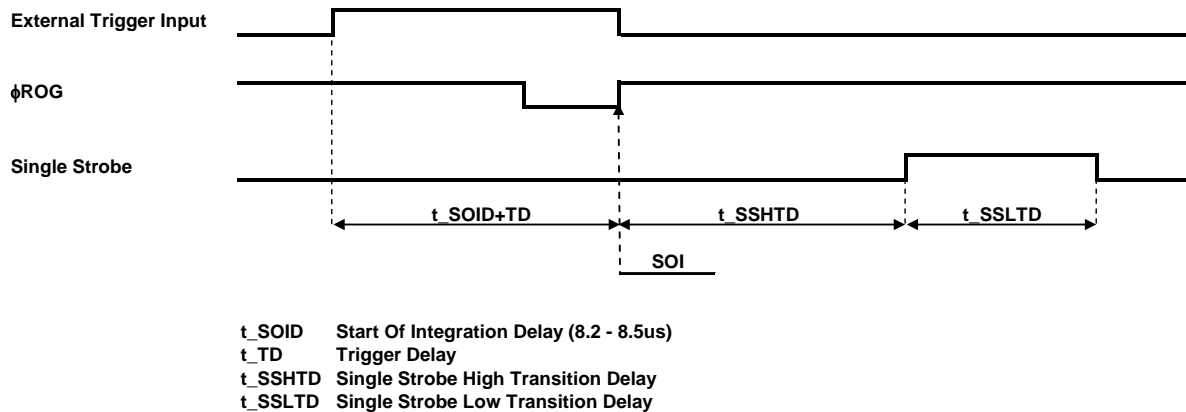 External Trigger Input
ϕROG
Single Strobe
t_SOID+TD t_SSHTD t_SSLTD
SOI
t_SOID Start Of Integration Delay (8.2 - 8.5us)
t_TD Trigger Delay
t_SSHTD Single Strobe High Transition Delay
t_SSLTD Single Strobe Low Transition Delay